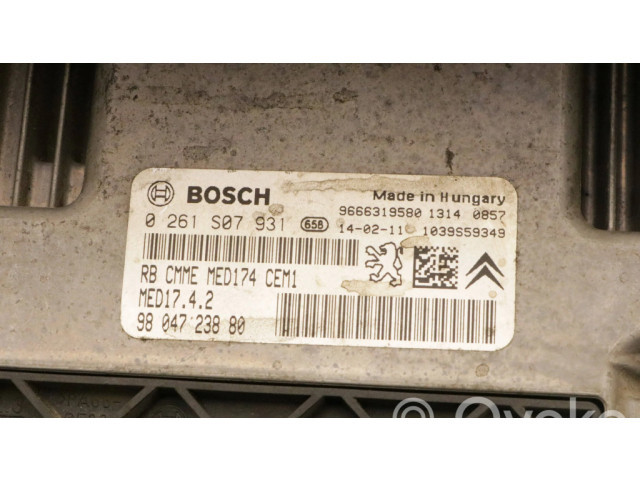 BOSCH
Made in Hungary
9666319580 1314 0857
0 261 S07 931 658 14-02-11 1039S59349
RB CMME MED174 CEM1
MED17.4.2
98 047 238 80
©